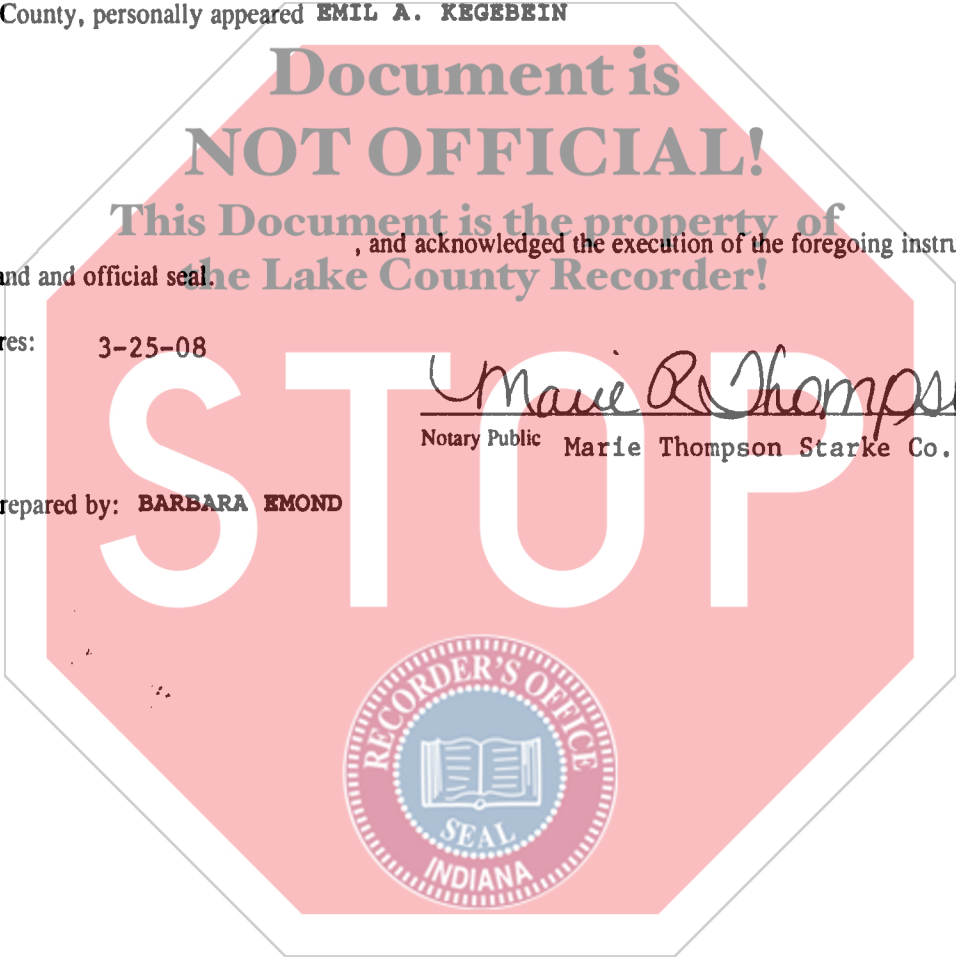 County, personally appeared EMIL A. KEGEBEIN
Document is
NOT OFFICIAL!
This Document is the property of
, and acknowledged the execution of the foregoing instru
the Lake County Recorder!
and official seal.
res: 3-25-08
Marie R Thompso
Notary Public Marie Thompson Starke Co.
repared by: BARBARA EMOND
STOP
RECORDER'S OFFICE
SEAL
INDIANA